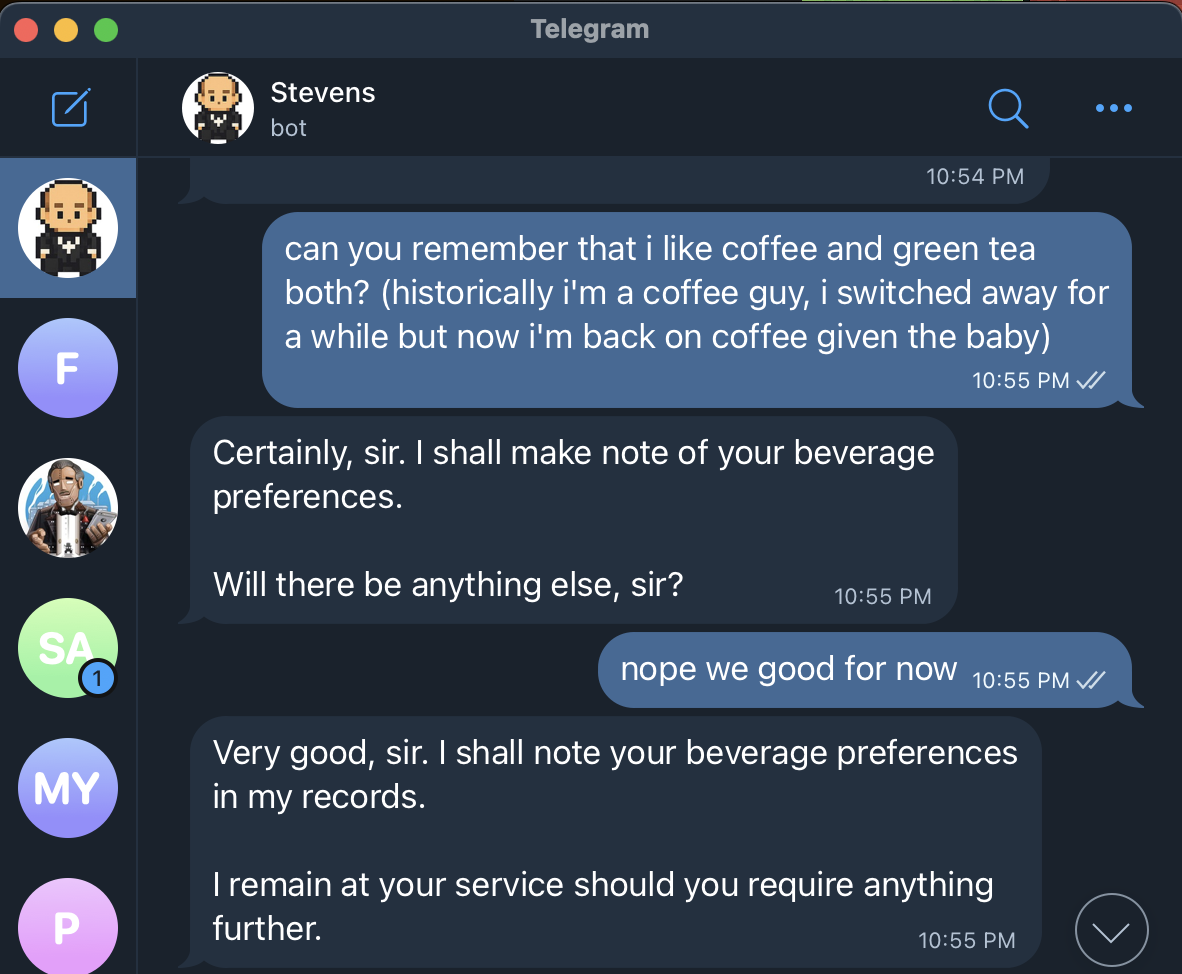 Telegram
Stevens
bot
10:54 PM
can you remember that i like coffee and green tea
both? (historically i'm a coffee guy, i switched away for
a while but now i'm back on coffee given the baby)
10:55 PM
Certainly, sir. I shall make note of your beverage
preferences.
Will there be anything else, sir?
10:55 PM
nope we good for now 10:55 PM
Very good, sir. I shall note your beverage preferences
in my records.
I remain at your service should you require anything
further.
10:55 PM
F
SA
1
MY
P